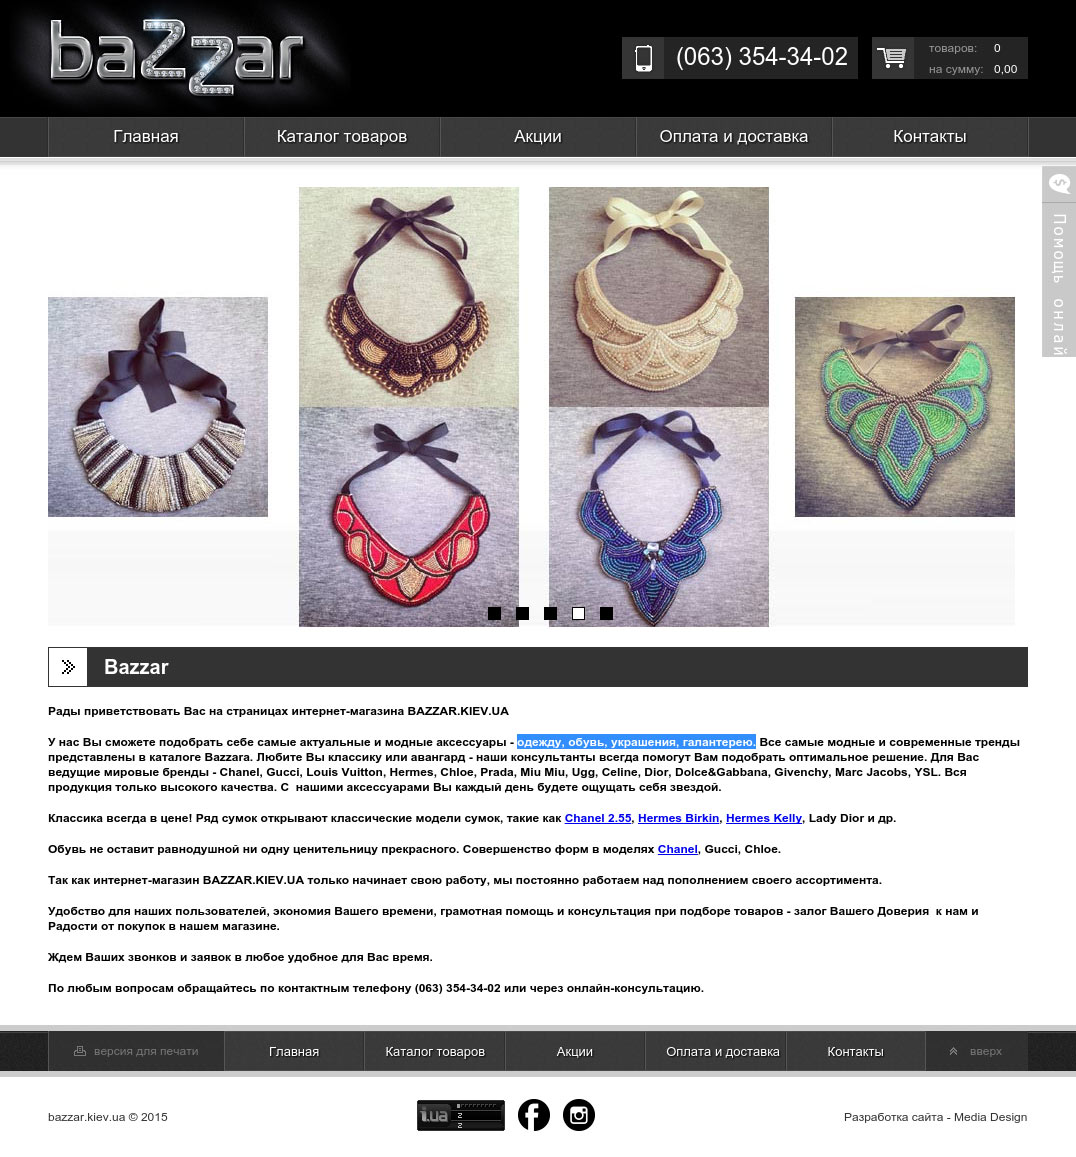 baZzar
(063) 354-34-02
товаров: 0
на сумму: 0,00
Главная
Каталог товаров
Акции
Оплата и доставка
Контакты
Помощь онлай
Bazzar
Рады приветствовать Вас на страницах интернет-магазина BAZZAR.KIEV.UA
У нас Вы сможете подобрать себе самые актуальные и модные аксессуары - одежду, обувь, украшения, галантерею. Все самые модные и современные тренды
представлены в каталоге Bazzara. Любите Вы классику или авангард - наши консультанты всегда помогут Вам подобрать оптимальное решение. Для Вас
ведущие мировые бренды - Chanel, Gucci, Louis Vuitton, Hermes, Chloe, Prada, Miu Miu, Ugg, Celine, Dior, Dolce&Gabbana, Givenchy, Marc Jacobs, YSL. Вся
продукция только высокого качества. С  нашими аксессуарами Вы каждый день будете ощущать себя звездой.
Классика всегда в цене! Ряд сумок открывают классические модели сумок, такие как Chanel 2.55, Hermes Birkin, Hermes Kelly, Lady Dior и др.
Обувь не оставит равнодушной ни одну ценительницу прекрасного. Совершенство форм в моделях Chanel, Gucci, Chloe.
Так как интернет-магазин BAZZAR.KIEV.UA только начинает свою работу, мы постоянно работаем над пополнением своего ассортимента.
Удобство для наших пользователей, экономия Вашего времени, грамотная помощь и консультация при подборе товаров - залог Вашего Доверия  к нам и
Радости от покупок в нашем магазине.
Ждем Ваших звонков и заявок в любое удобное для Вас время.
По любым вопросам обращайтесь по контактным телефону (063) 354-34-02 или через онлайн-консультацию.
версия для печати
Главная
Каталог товаров
Акции
Оплата и доставка
Контакты
вверх
bazzar.kiev.ua © 2015
i.ua
2
2
Разработка сайта - Media Design